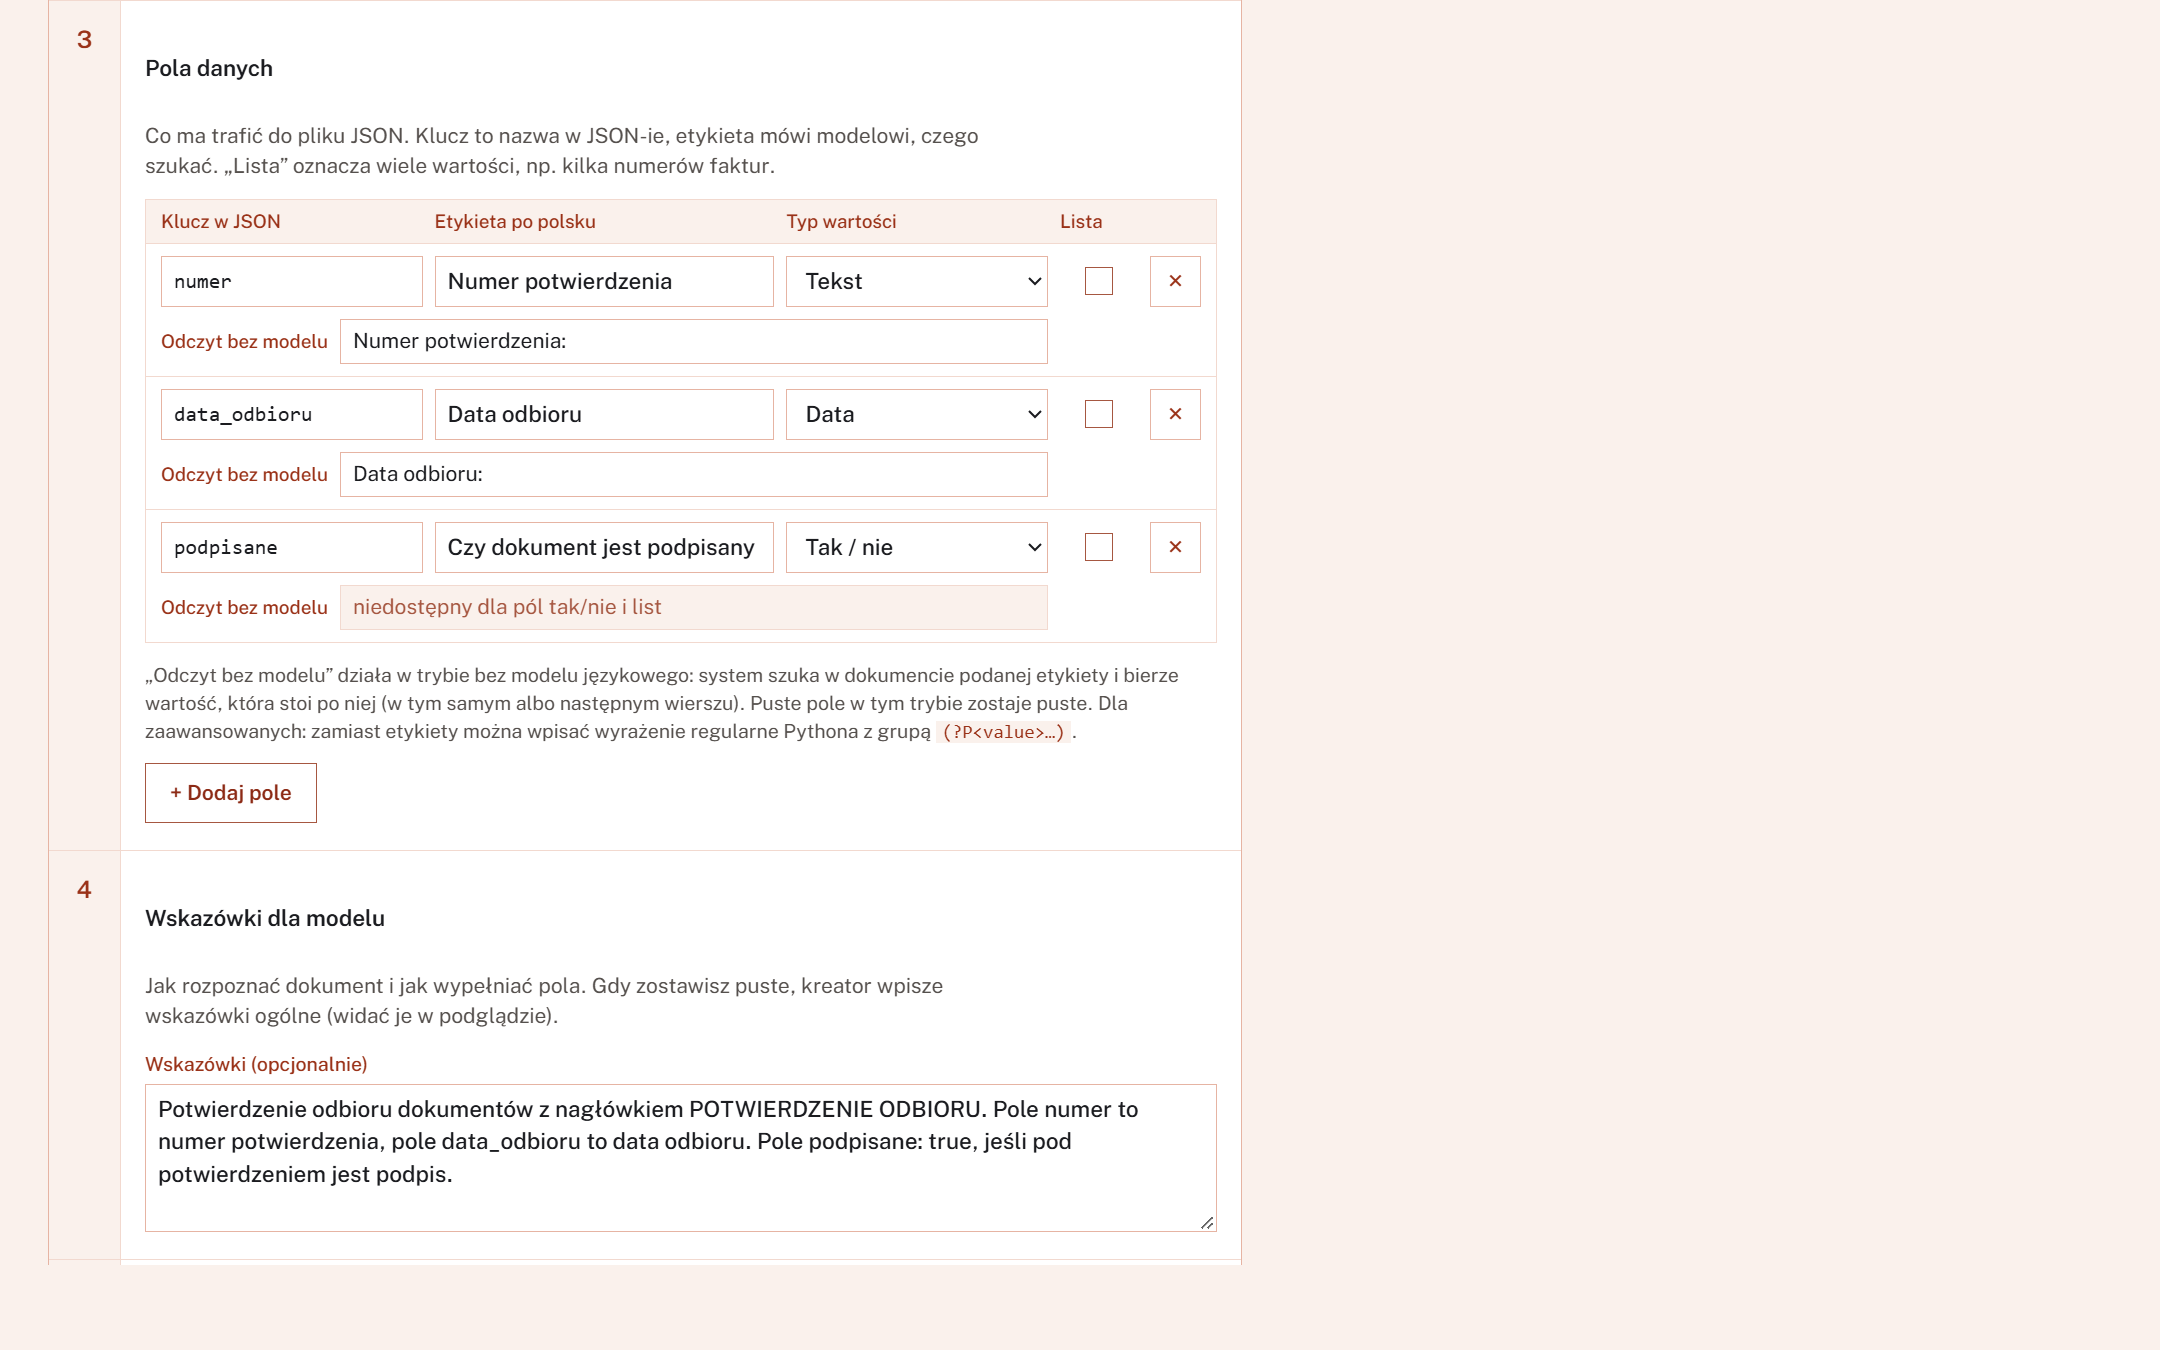 3
Pola danych
Co ma trafić do pliku JSON. Klucz to nazwa w JSON-ie, etykieta mówi modelowi, czego
szukać. „Lista” oznacza wiele wartości, np. kilka numerów faktur.
Klucz w JSON Etykieta po polsku Typ wartości Lista
numer Numer potwierdzenia Tekst ×
Odczyt bez modelu Numer potwierdzenia:
data_odbioru Data odbioru Data ×
Odczyt bez modelu Data odbioru:
podpisane Czy dokument jest podpisany Tak / nie ×
Odczyt bez modelu niedostępny dla pól tak/nie i list
„Odczyt bez modelu” działa w trybie bez modelu językowego: system szuka w dokumencie podanej etykiety i bierze
wartość, która stoi po niej (w tym samym albo następnym wierszu). Puste pole w tym trybie zostaje puste. Dla
zaawansowanych: zamiast etykiety można wpisać wyrażenie regularne Pythona z grupą (?P<value>…).
+ Dodaj pole
4
Wskazówki dla modelu
Jak rozpoznać dokument i jak wypełniać pola. Gdy zostawisz puste, kreator wpisze
wskazówki ogólne (widać je w podglądzie).
Wskazówki (opcjonalnie)
Potwierdzenie odbioru dokumentów z nagłówkiem POTWIERDZENIE ODBIORU. Pole numer to
numer potwierdzenia, pole data_odbioru to data odbioru. Pole podpisane: true, jeśli pod
potwierdzeniem jest podpis.